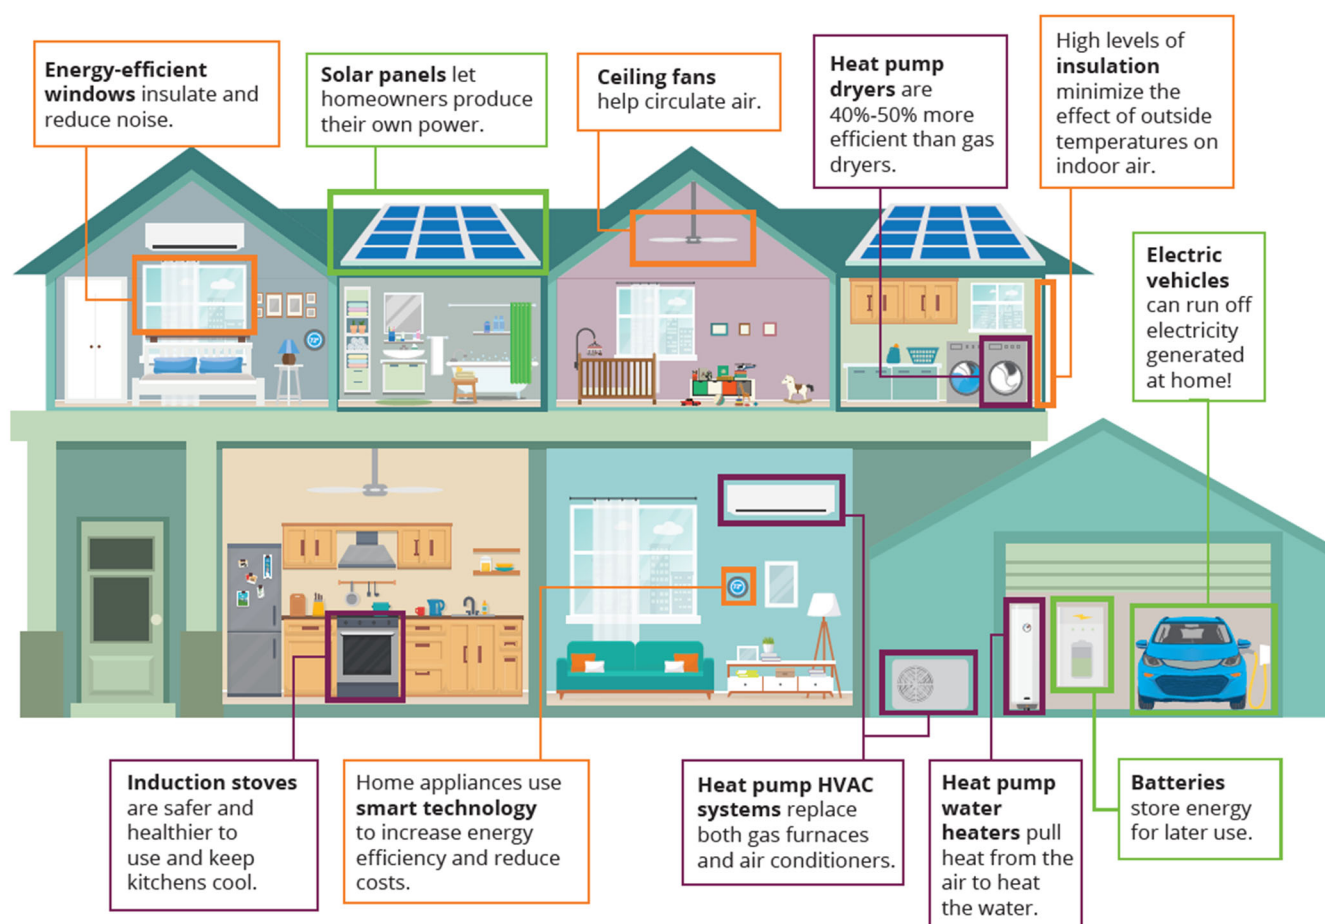 Energy-efficient
windows insulate and
reduce noise.
Solar panels let
homeowners produce
their own power.
Ceiling fans
help circulate air.
Heat pump
dryers are
40%-50% more
efficient than gas
dryers.
High levels of
insulation
minimize the
effect of outside
temperatures on
indoor air.
Electric
vehicles
can run off
electricity
generated
at home!
Induction stoves
are safer and
healthier to
use and keep
kitchens cool.
Home appliances use
smart technology
to increase energy
efficiency and reduce
costs.
Heat pump HVAC
systems replace
both gas furnaces
and air conditioners.
Heat pump
water
heaters pull
heat from the
air to heat
the water.
Batteries
store energy
for later use.